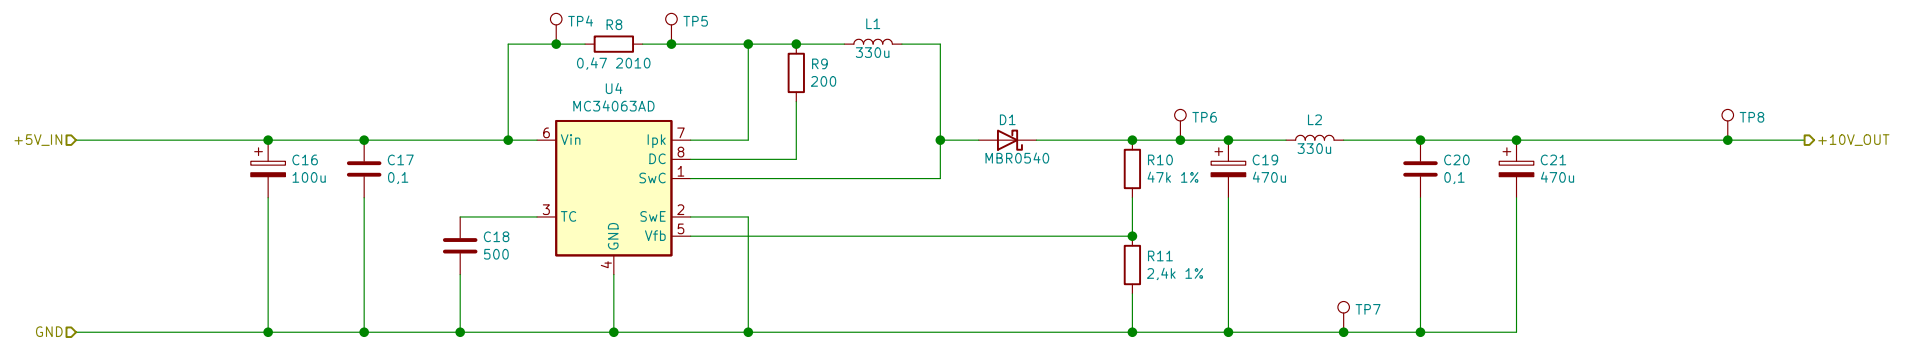 TP4
R8
0,47 2010
TP5
L1
330u
R9
200
U4
MC34063AD
+5V_IN
C16
100u
C17
0,1
6
Vin
Ipk
7
DC
8
SwC
1
3
TC
SwE
2
Vfb
5
GND
4
C18
500
D1
MBR0540
R10
47k 1%
TP6
C19
470u
L2
330u
C20
0,1
C21
470u
TP8
+10V_OUT
R11
2,4k 1%
TP7
GND